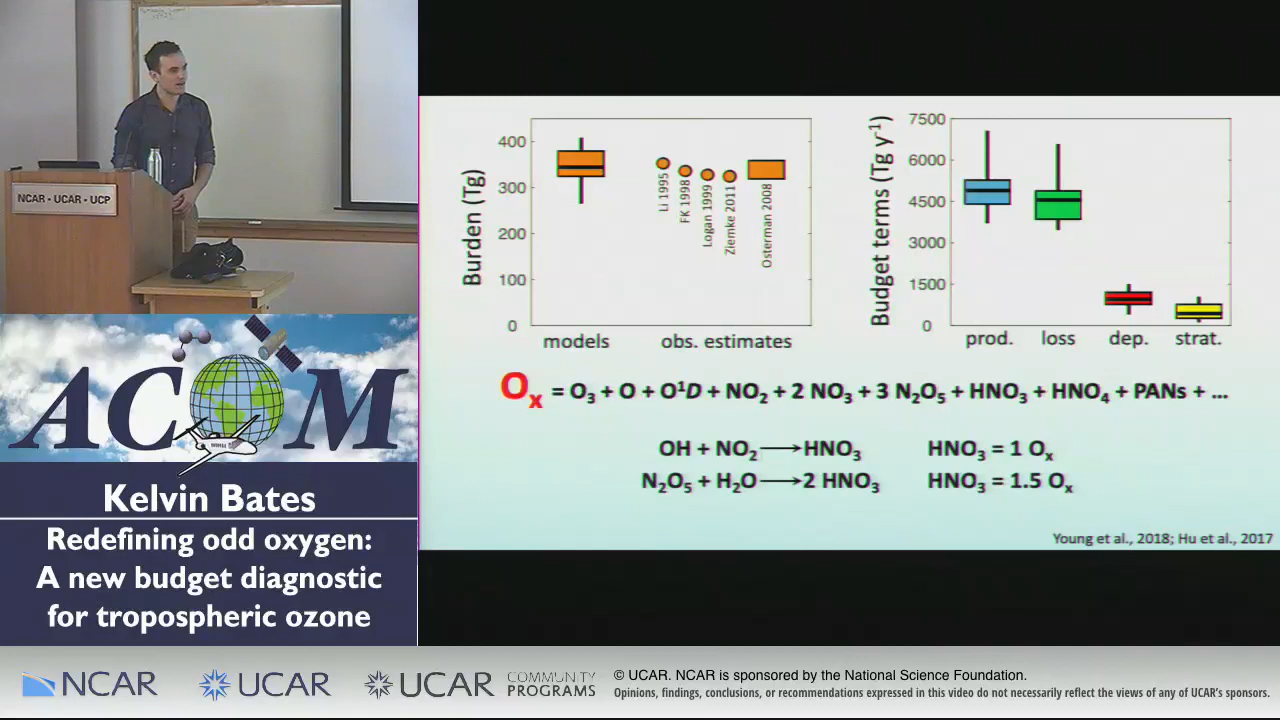 NCAR • UCAR • UCP
ACOM
Kelvin Bates
Redefining odd oxygen:
A new budget diagnostic
for tropospheric ozone
Burden (Tg)
400
300
200
100
0
models
obs. estimates
LI 1995
FK 1998
Logan 1999
Ziemke 2011
Osterman 2008
Budget terms (Tg y⁻¹)
7500
6000
4500
3000
1500
0
prod.
loss
dep.
strat.
Oₓ = O₃ + O + O¹D + NO₂ + 2 NO₃ + 3 N₂O₅ + HNO₃ + HNO₄ + PANs + ...
OH + NO₂ ⟶ HNO₃ HNO₃ = 1 Oₓ
N₂O₅ + H₂O ⟶ 2 HNO₃ HNO₃ = 1.5 Oₓ
Young et al., 2018; Hu et al., 2017
NCAR
UCAR
UCAR
COMMUNITY
PROGRAMS
© UCAR. NCAR is sponsored by the National Science Foundation.
Opinions, findings, conclusions, or recommendations expressed in this video do not necessarily reflect the views of any of UCAR's sponsors.